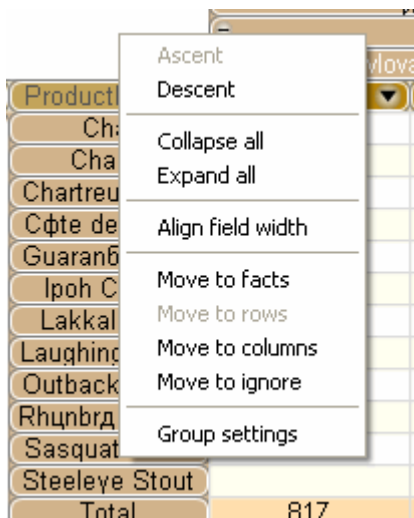 Ascent
vlova
Descent
Collapse all
Expand all
Align field width
Move to facts
Move to rows
Move to columns
Move to ignore
Group settings
Product
Cha
Cha
Chartreu
Cфte de
Guaranб
Ipoh C
Lakkal
Laughing
Outback
Rhцnbrд
Sasquat
Steeleye Stout
Total 817